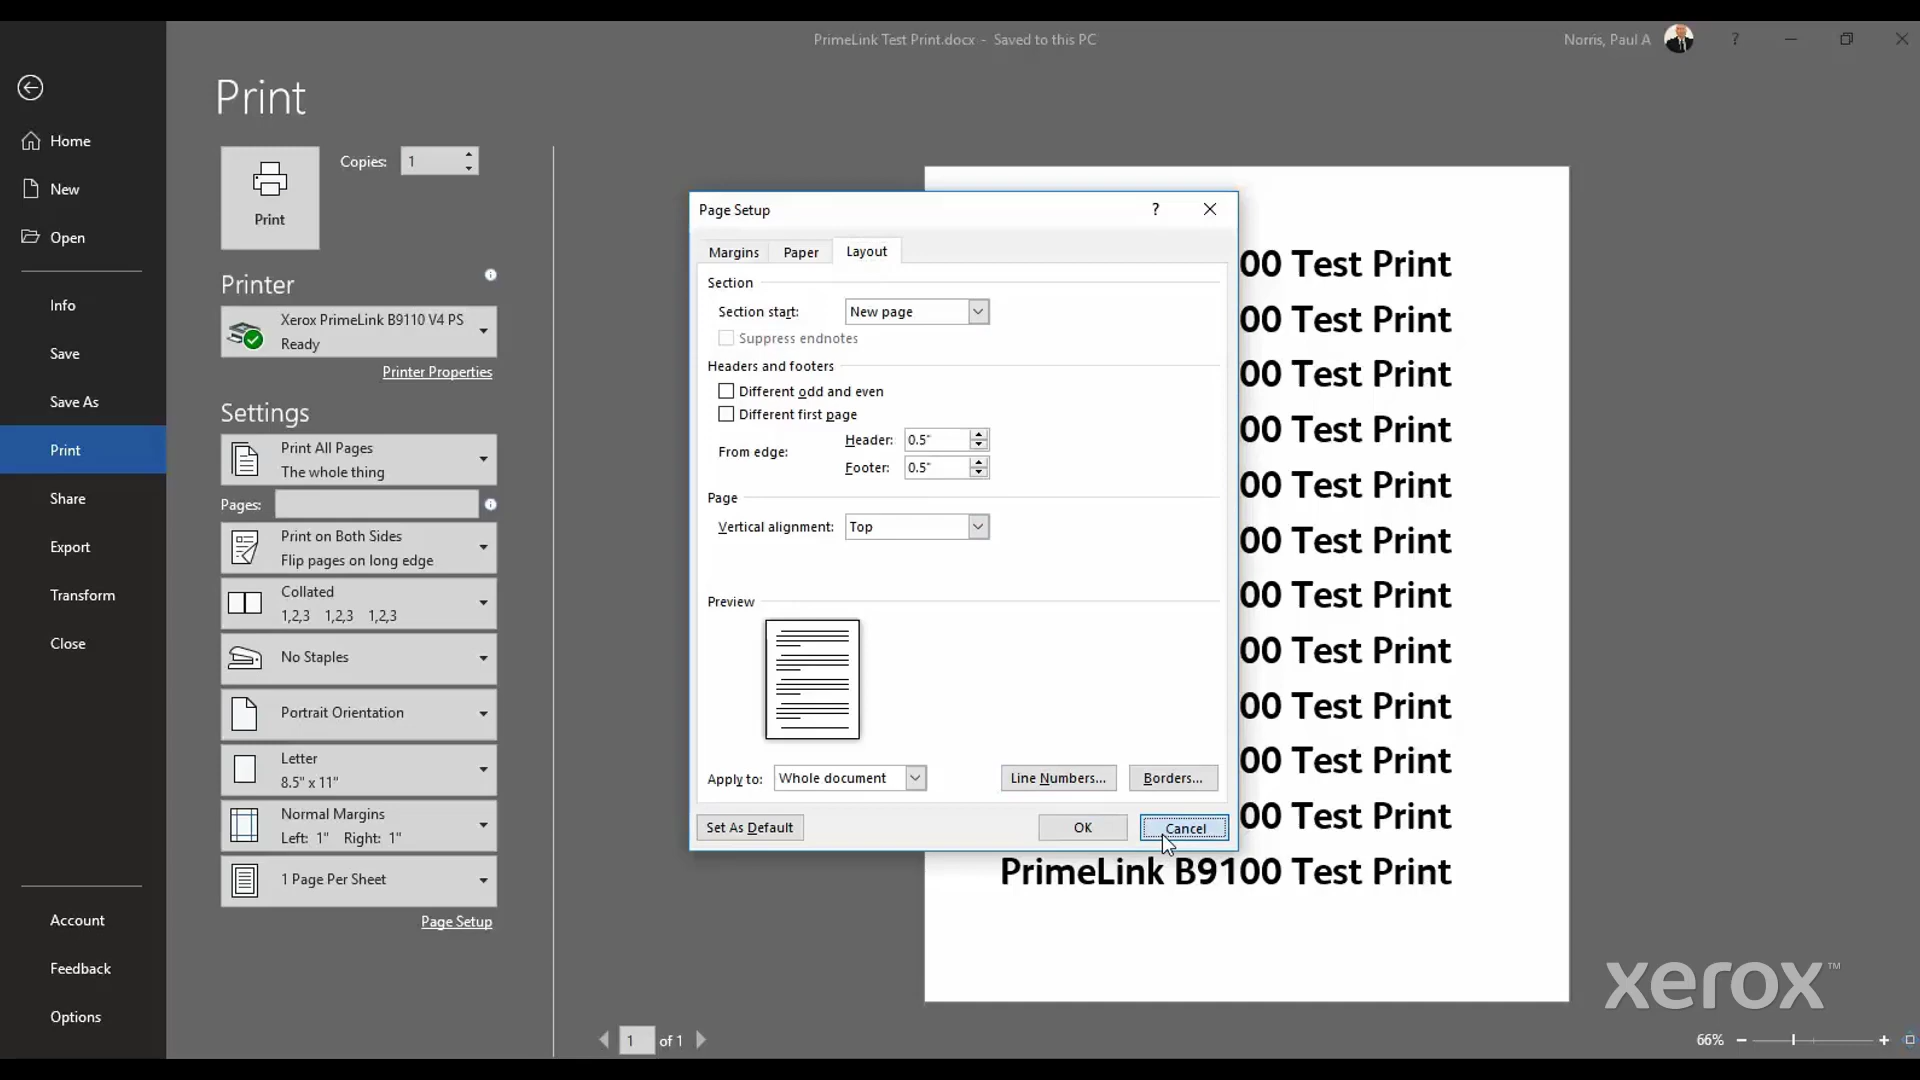 PrimeLink Test Print.docx - Saved to this PC
Norris, Paul A
?
Home
New
Open
Info
Save
Save As
Print
Share
Export
Transform
Close
Account
Feedback
Options
Print
Print
Copies: 1
Printer
Xerox PrimeLink B9110 V4 PS
Ready
Printer Properties
Settings
Print All Pages
The whole thing
Pages:
Print on Both Sides
Flip pages on long edge
Collated
1,2,3 1,2,3 1,2,3
No Staples
Portrait Orientation
Letter
8.5" x 11"
Normal Margins
Left: 1" Right: 1"
1 Page Per Sheet
Page Setup
Page Setup
?
Margins Paper Layout
Section
Section start: New page
Suppress endnotes
Headers and footers
Different odd and even
Different first page
From edge:
Header: 0.5"
Footer: 0.5"
Page
Vertical alignment: Top
Preview
Apply to: Whole document
Line Numbers... Borders...
Set As Default OK Cancel
00 Test Print
00 Test Print
00 Test Print
00 Test Print
00 Test Print
00 Test Print
00 Test Print
00 Test Print
00 Test Print
00 Test Print
00 Test Print
PrimeLink B9100 Test Print
xerox™
1 of 1
66%